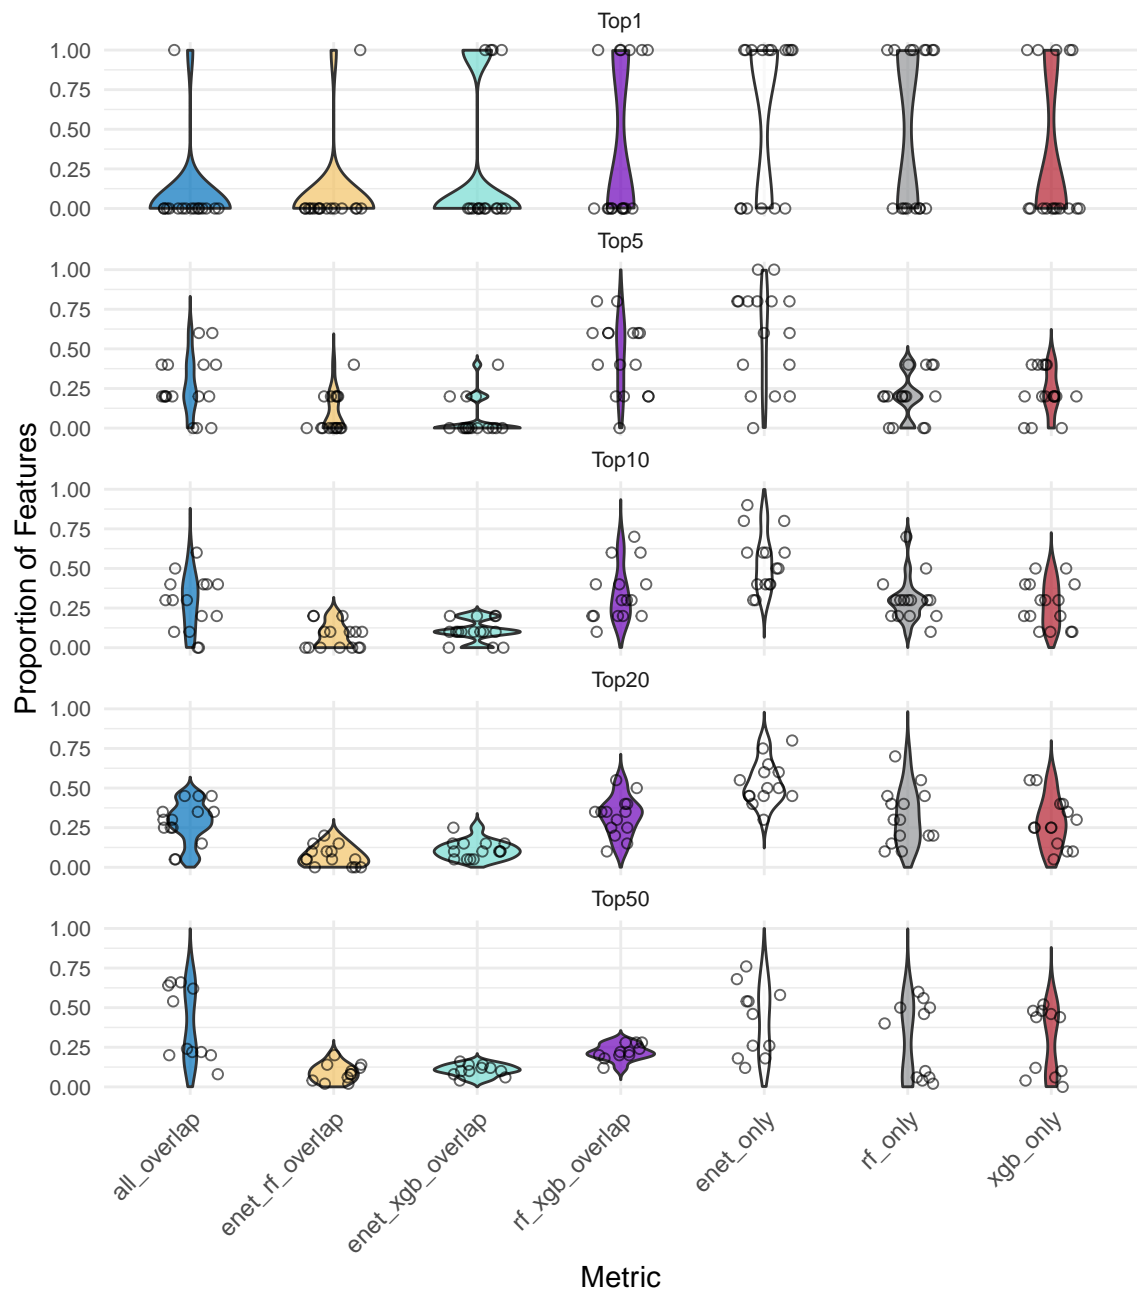 Top1
1.00
0.75
0.50
0.25
0.00
Top5
1.00
0.75
0.50
0.25
0.00
Top10
1.00
0.75
0.50
0.25
0.00
Top20
1.00
0.75
0.50
0.25
0.00
Top50
1.00
0.75
0.50
0.25
0.00
Proportion of Features
all_overlap
enet_rf_overlap
enet_xgb_overlap
rf_xgb_overlap
enet_only
rf_only
xgb_only
Metric